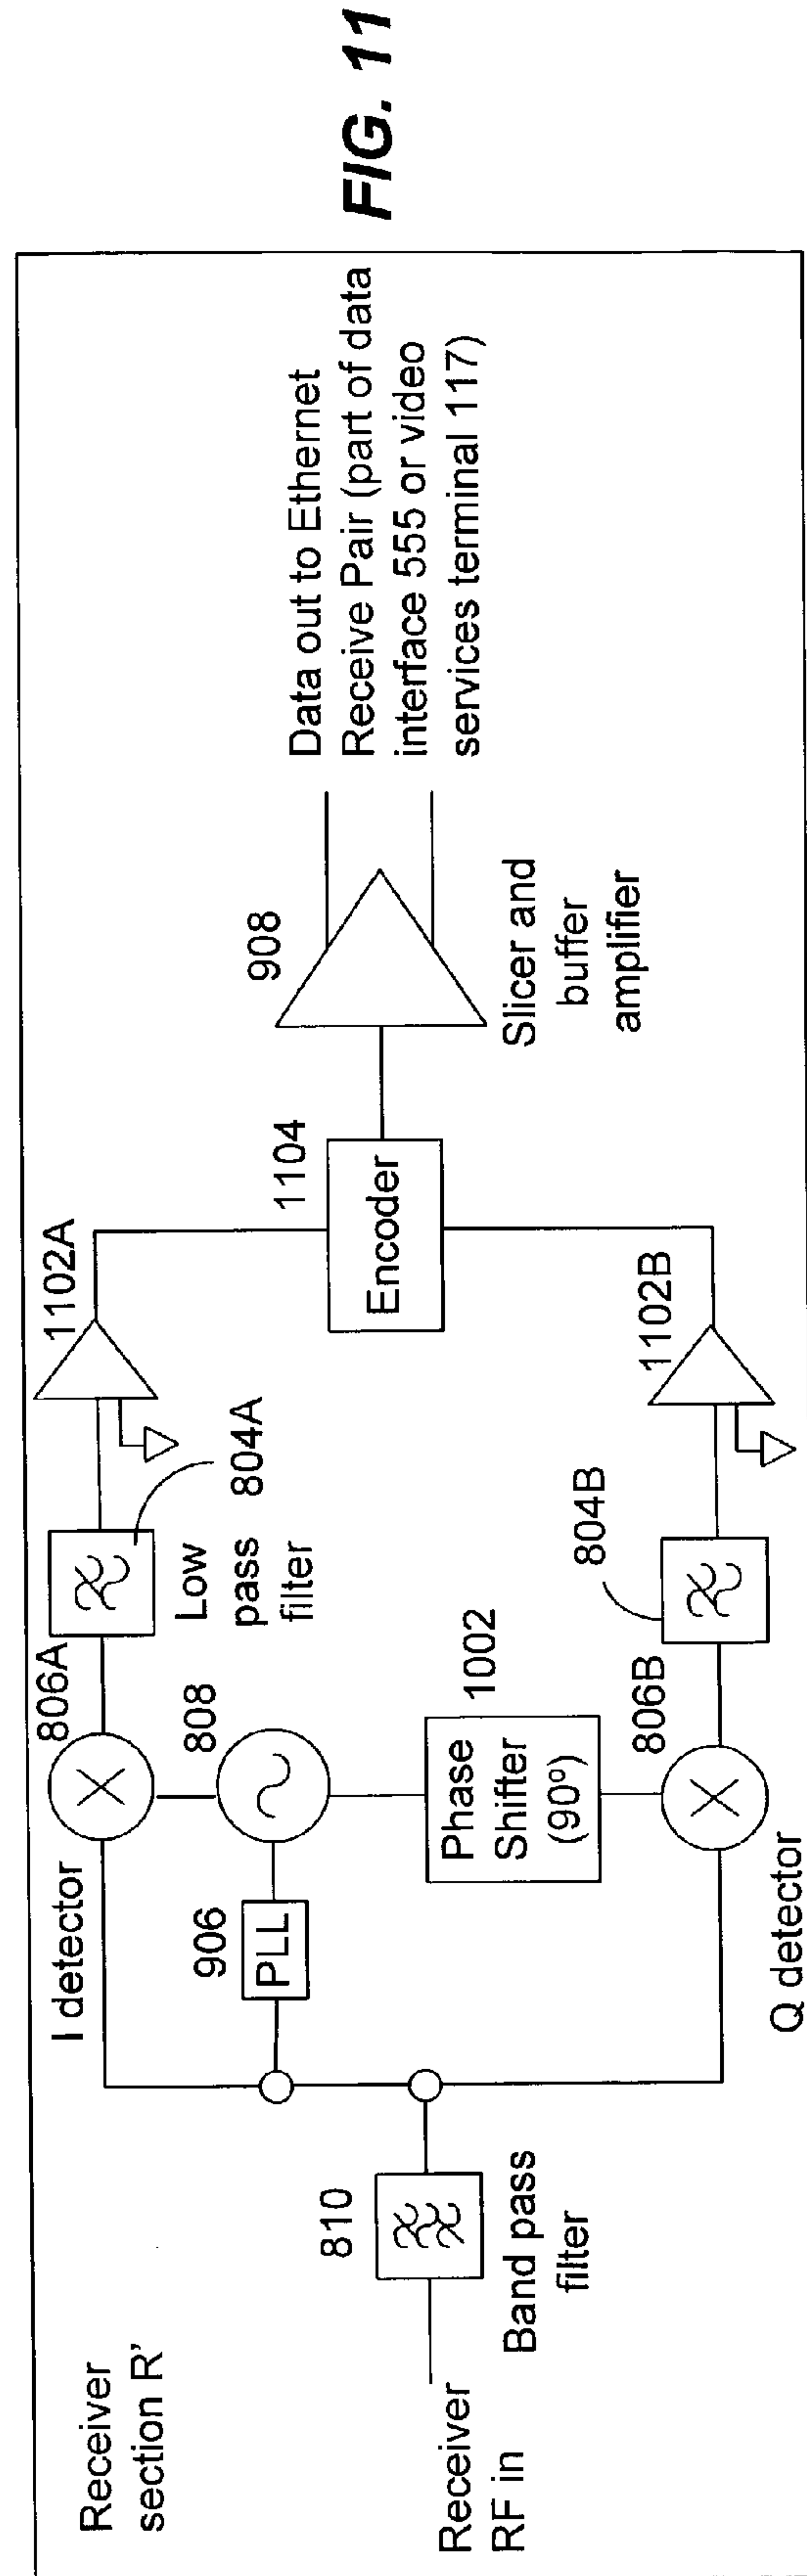 Receiver
section R'
Receiver
RF in
810
Band pass
filter
I detector
906
PLL
808
806A
Low
pass
filter
804A
1102A
Phase
Shifter
(90º)
1002
Q detector
806B
804B
1102B
1104
Encoder
908
Slicer and
buffer
amplifier
Data out to Ethernet
Receive Pair (part of data
interface 555 or video
services terminal 117)
FIG. 11